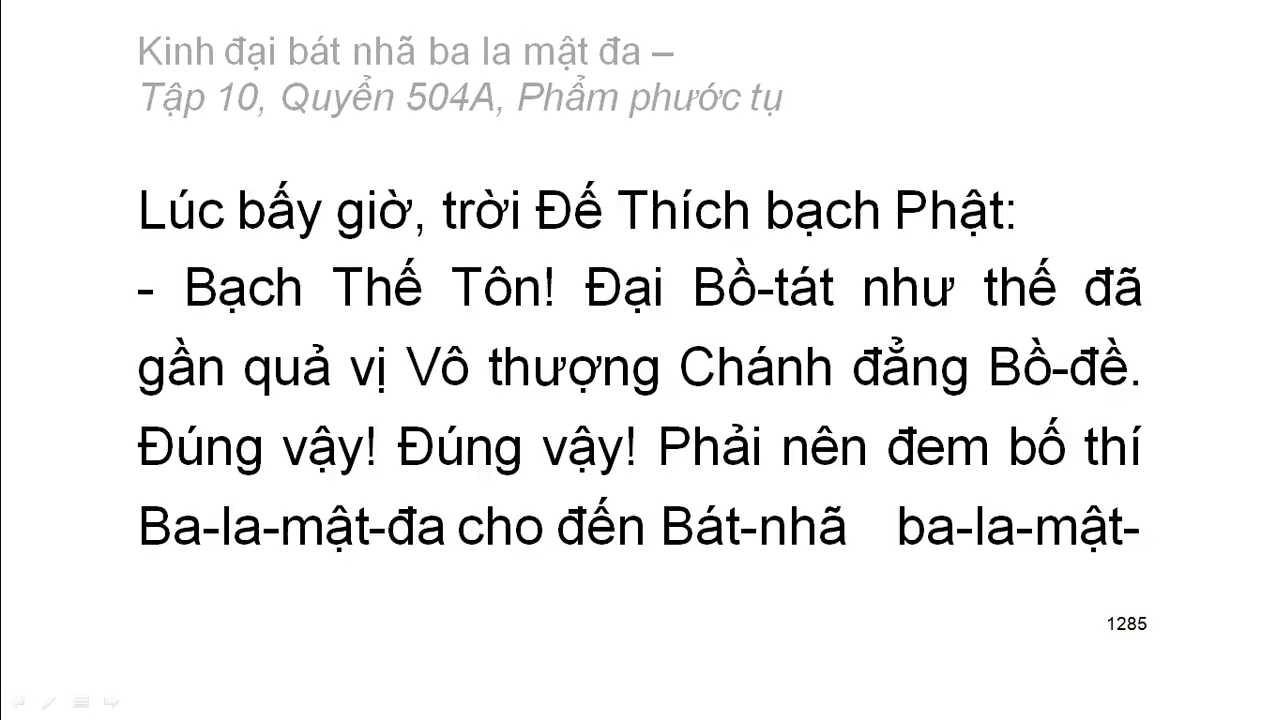 Kinh đại bát nhã ba la mật đa –
Tập 10, Quyển 504A, Phẩm phước tụ
Lúc bấy giờ, trời Đế Thích bạch Phật:
- Bạch Thế Tôn! Đại Bồ-tát như thế đã
gần quả vị Vô thượng Chánh đẳng Bồ-đề.
Đúng vậy! Đúng vậy! Phải nên đem bố thí
Ba-la-mật-đa cho đến Bát-nhã ba-la-mật-
1285